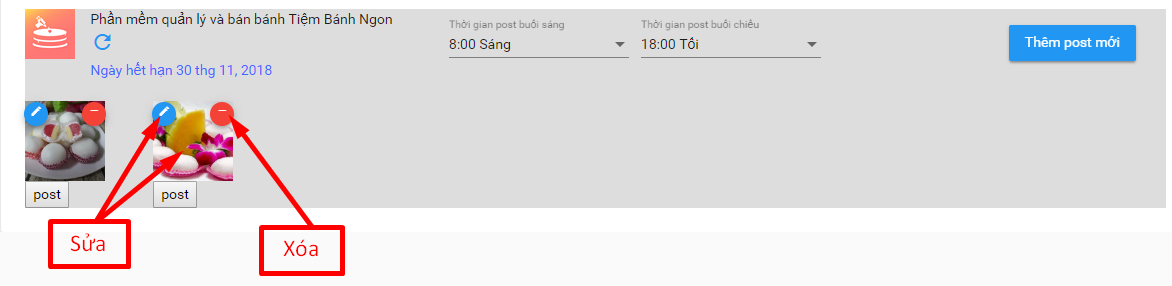 Phần mềm quản lý và bán bánh Tiệm Bánh Ngon
Ngày hết hạn 30 thg 11, 2018
Thời gian post buổi sáng
8:00 Sáng
Thời gian post buổi chiều
18:00 Tối
Thêm post mới
post
post
Sửa
Xóa